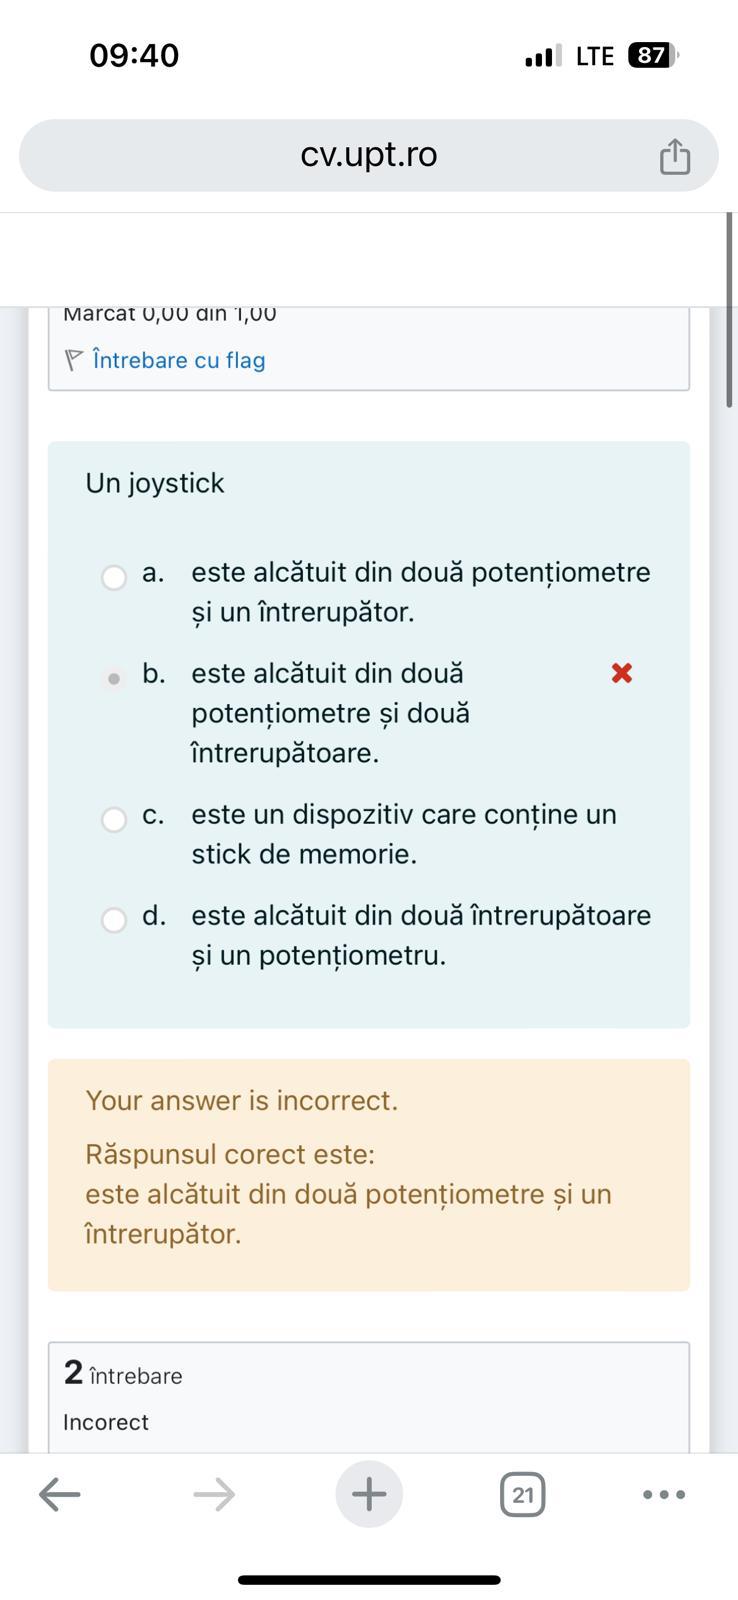 09:40
LTE 87
cv.upt.ro
Marcat 0,00 din 1,00
Întrebare cu flag
Un joystick
a. este alcătuit din două potențiometre
și un întrerupător.
b. este alcătuit din două
potențiometre și două
întrerupătoare.
c. este un dispozitiv care conține un
stick de memorie.
d. este alcătuit din două întrerupătoare
și un potențiometru.
Your answer is incorrect.
Răspunsul corect este:
este alcătuit din două potențiometre și un
întrerupător.
2 întrebare
Incorect
21